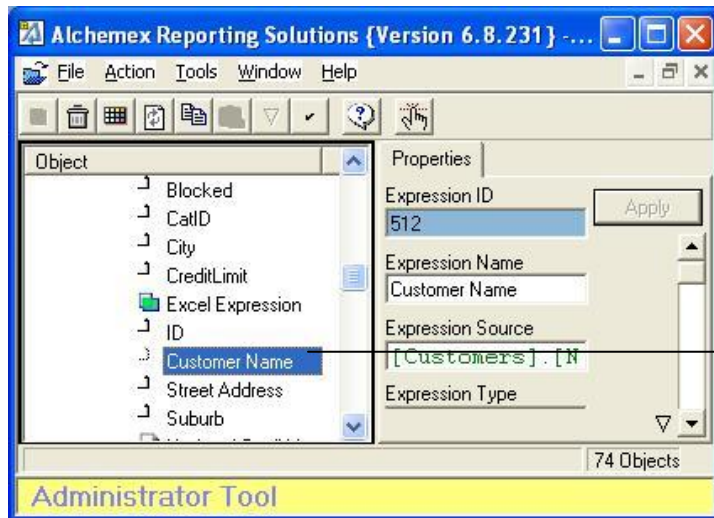 Alchemex Reporting Solutions {Version 6.8.231} -...
File Action Tools Window Help
Object
Blocked
CatID
City
CreditLimit
Excel Expression
ID
Customer Name
Street Address
Suburb
Properties
Expression ID
Apply
512
Expression Name
Customer Name
Expression Source
[Customers].[N
Expression Type
74 Objects
Administrator Tool